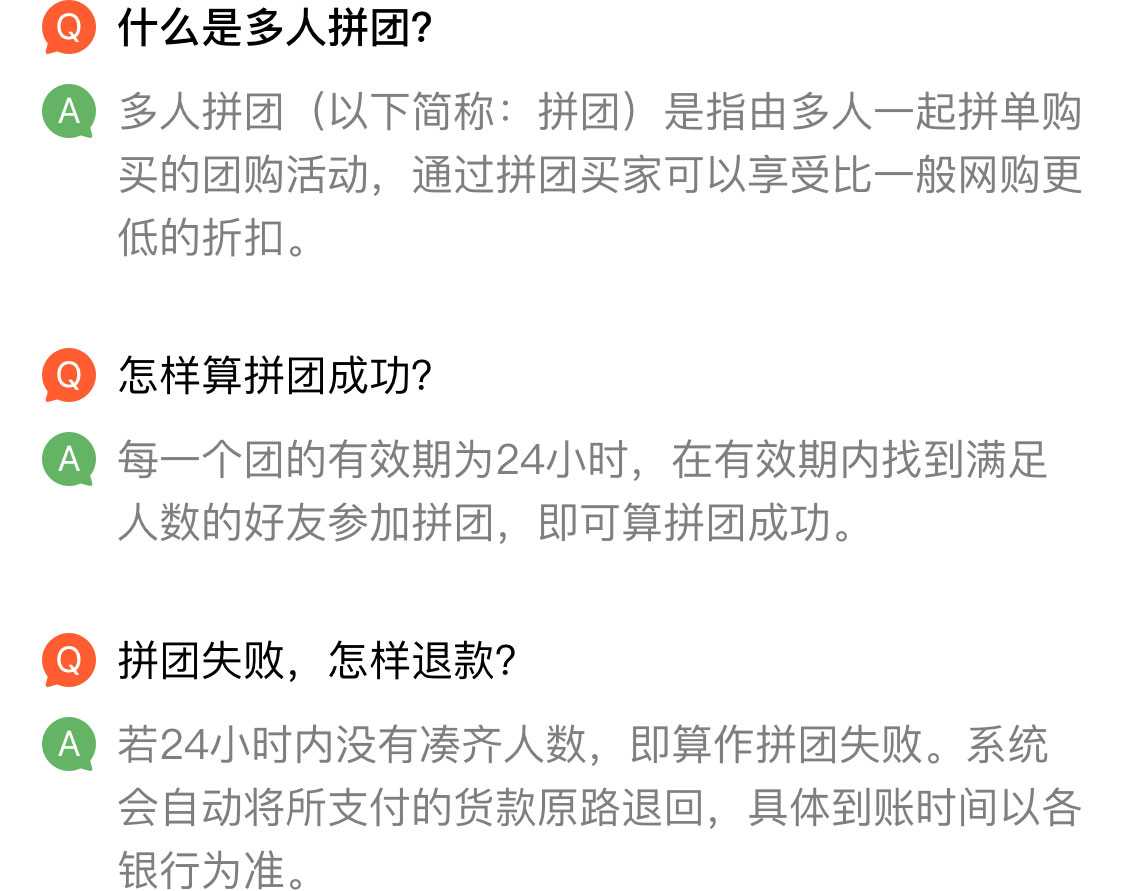 Q 什么是多人拼团?
A 多人拼团（以下简称：拼团）是指由多人一起拼单购
买的团购活动，通过拼团买家可以享受比一般网购更
低的折扣。
Q 怎样算拼团成功?
A 每一个团的有效期为24小时，在有效期内找到满足
人数的好友参加拼团，即可算拼团成功。
Q 拼团失败，怎样退款?
A 若24小时内没有凑齐人数，即算作拼团失败。系统
会自动将所支付的货款原路退回，具体到账时间以各
银行为准。